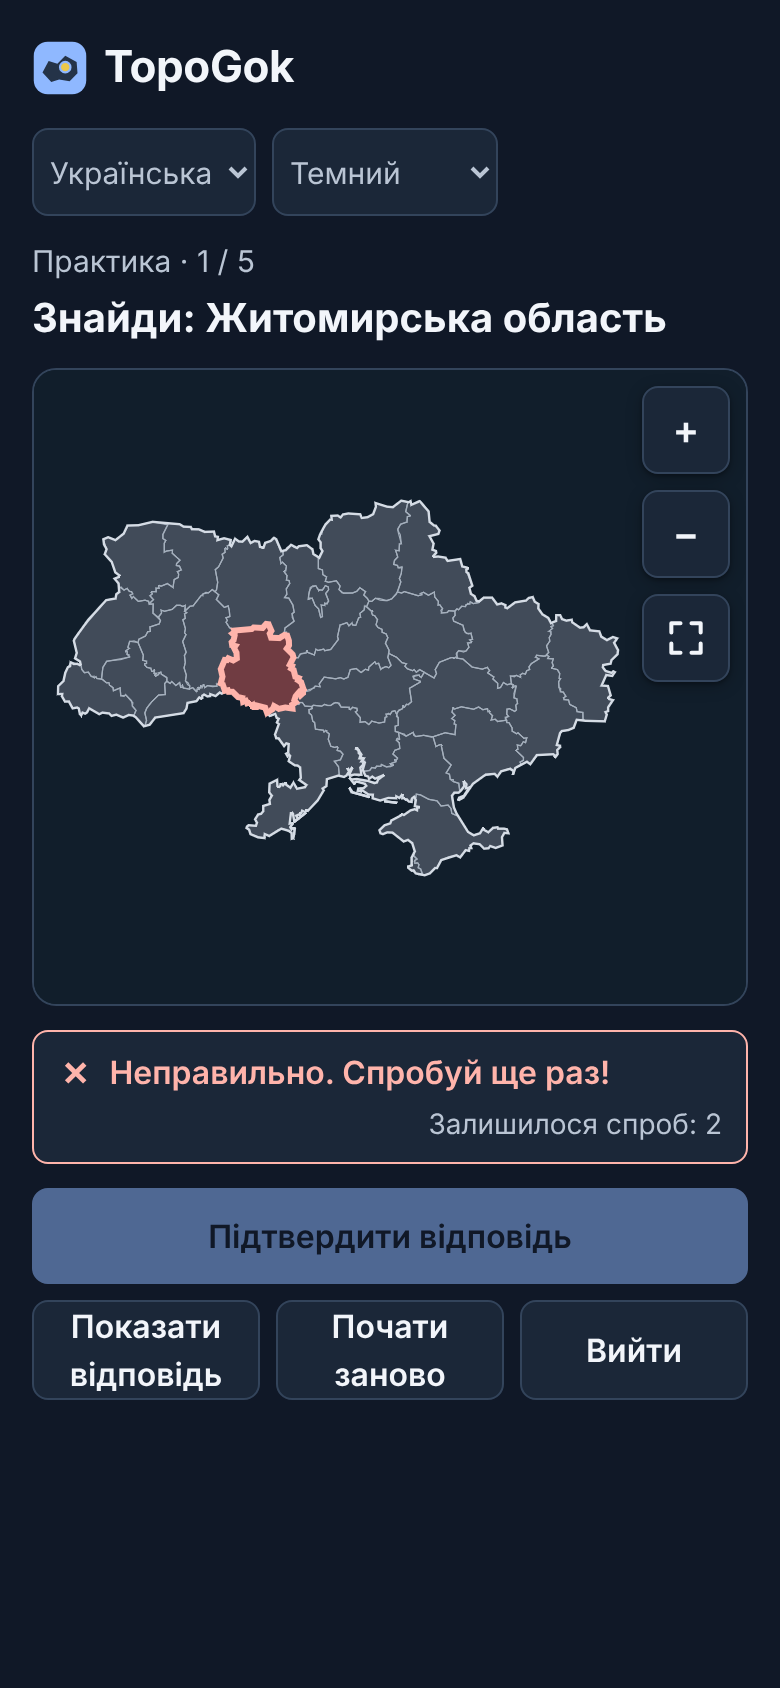 TopoGok
Українська
Темний
Практика · 1 / 5
Знайди: Житомирська область
+
−
✕ Неправильно. Спробуй ще раз!
Залишилося спроб: 2
Підтвердити відповідь
Показати
відповідь
Почати
заново
Вийти